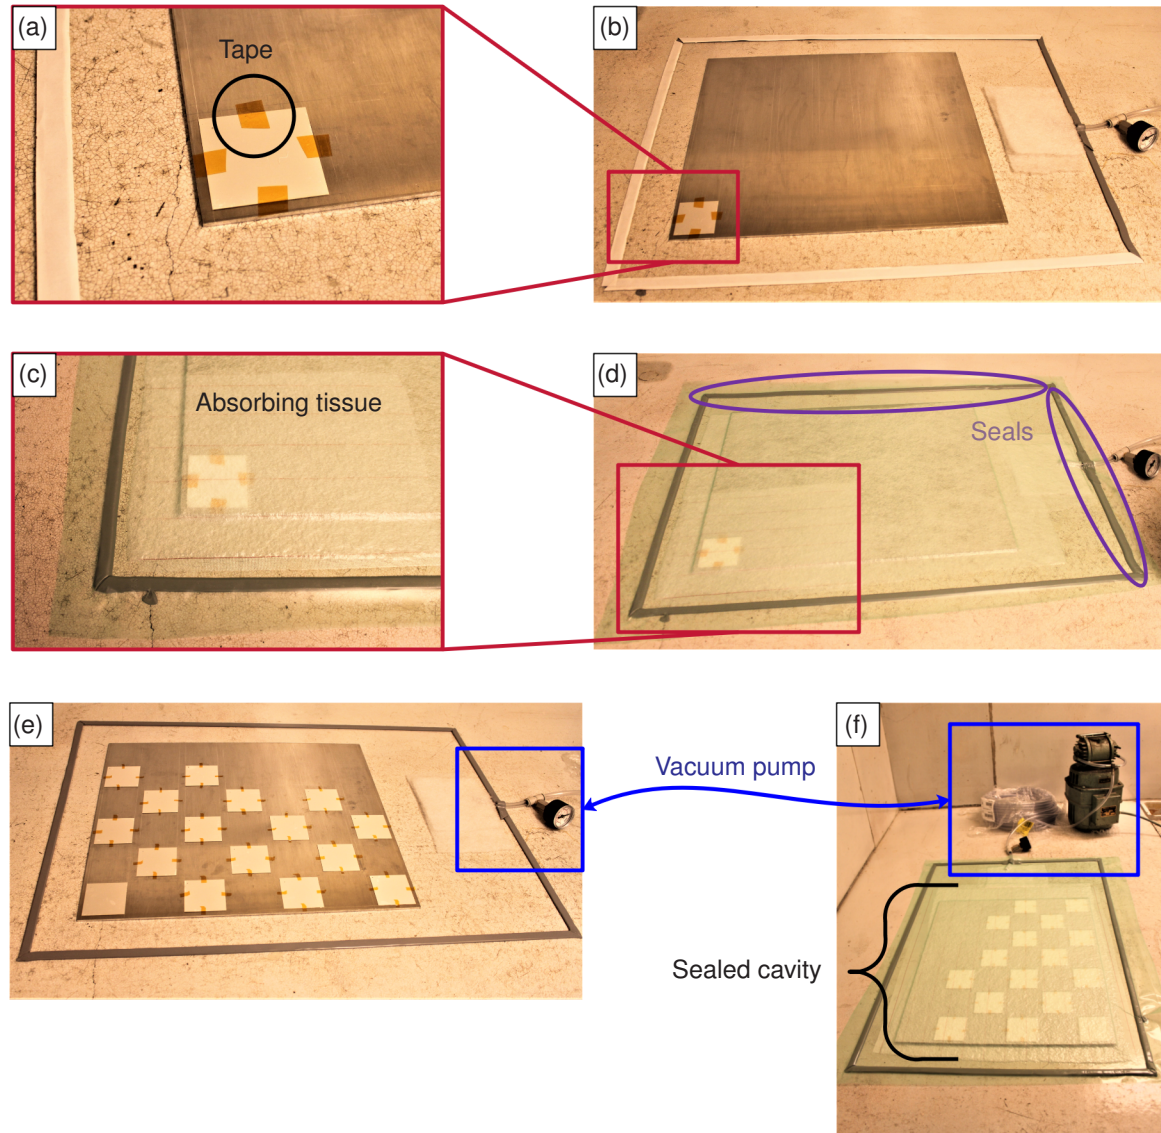 (a)
Tape
(b)
(c)
Absorbing tissue
(d)
Seals
(e)
Vacuum pump
(f)
Sealed cavity